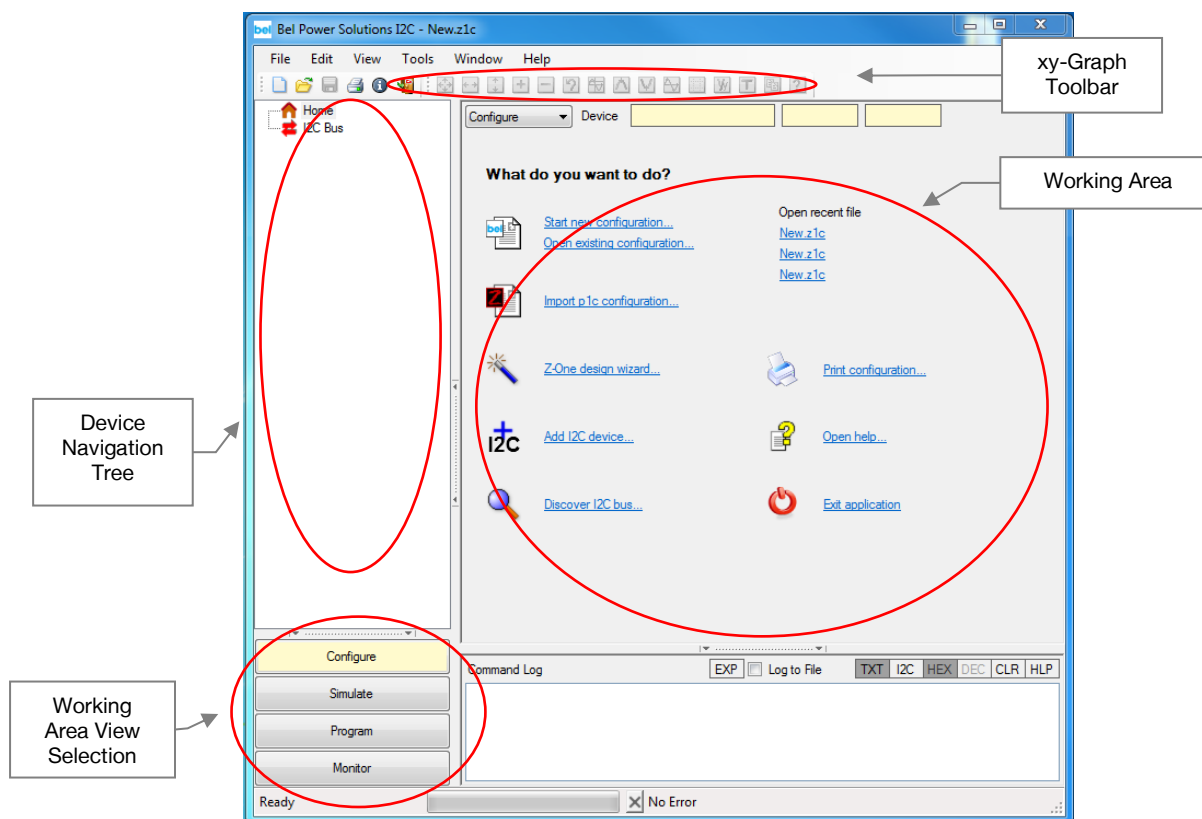 bel Bel Power Solutions I2C - New.z1c
File Edit View Tools Window Help
xy-Graph
Toolbar
Home
I2C Bus
Configure Device
What do you want to do?
Working Area
bel
Start new configuration...
Open existing configuration...
Open recent file
New.z1c
New.z1c
New.z1c
Z
Import p1c configuration...
Z-One design wizard...
Print configuration...
Device
Navigation
Tree
I2C
Add I2C device...
Open help...
Discover I2C bus...
Exit application
Configure
Simulate
Program
Monitor
Working
Area View
Selection
Command Log EXP Log to File TXT I2C HEX DEC CLR HLP
Ready No Error